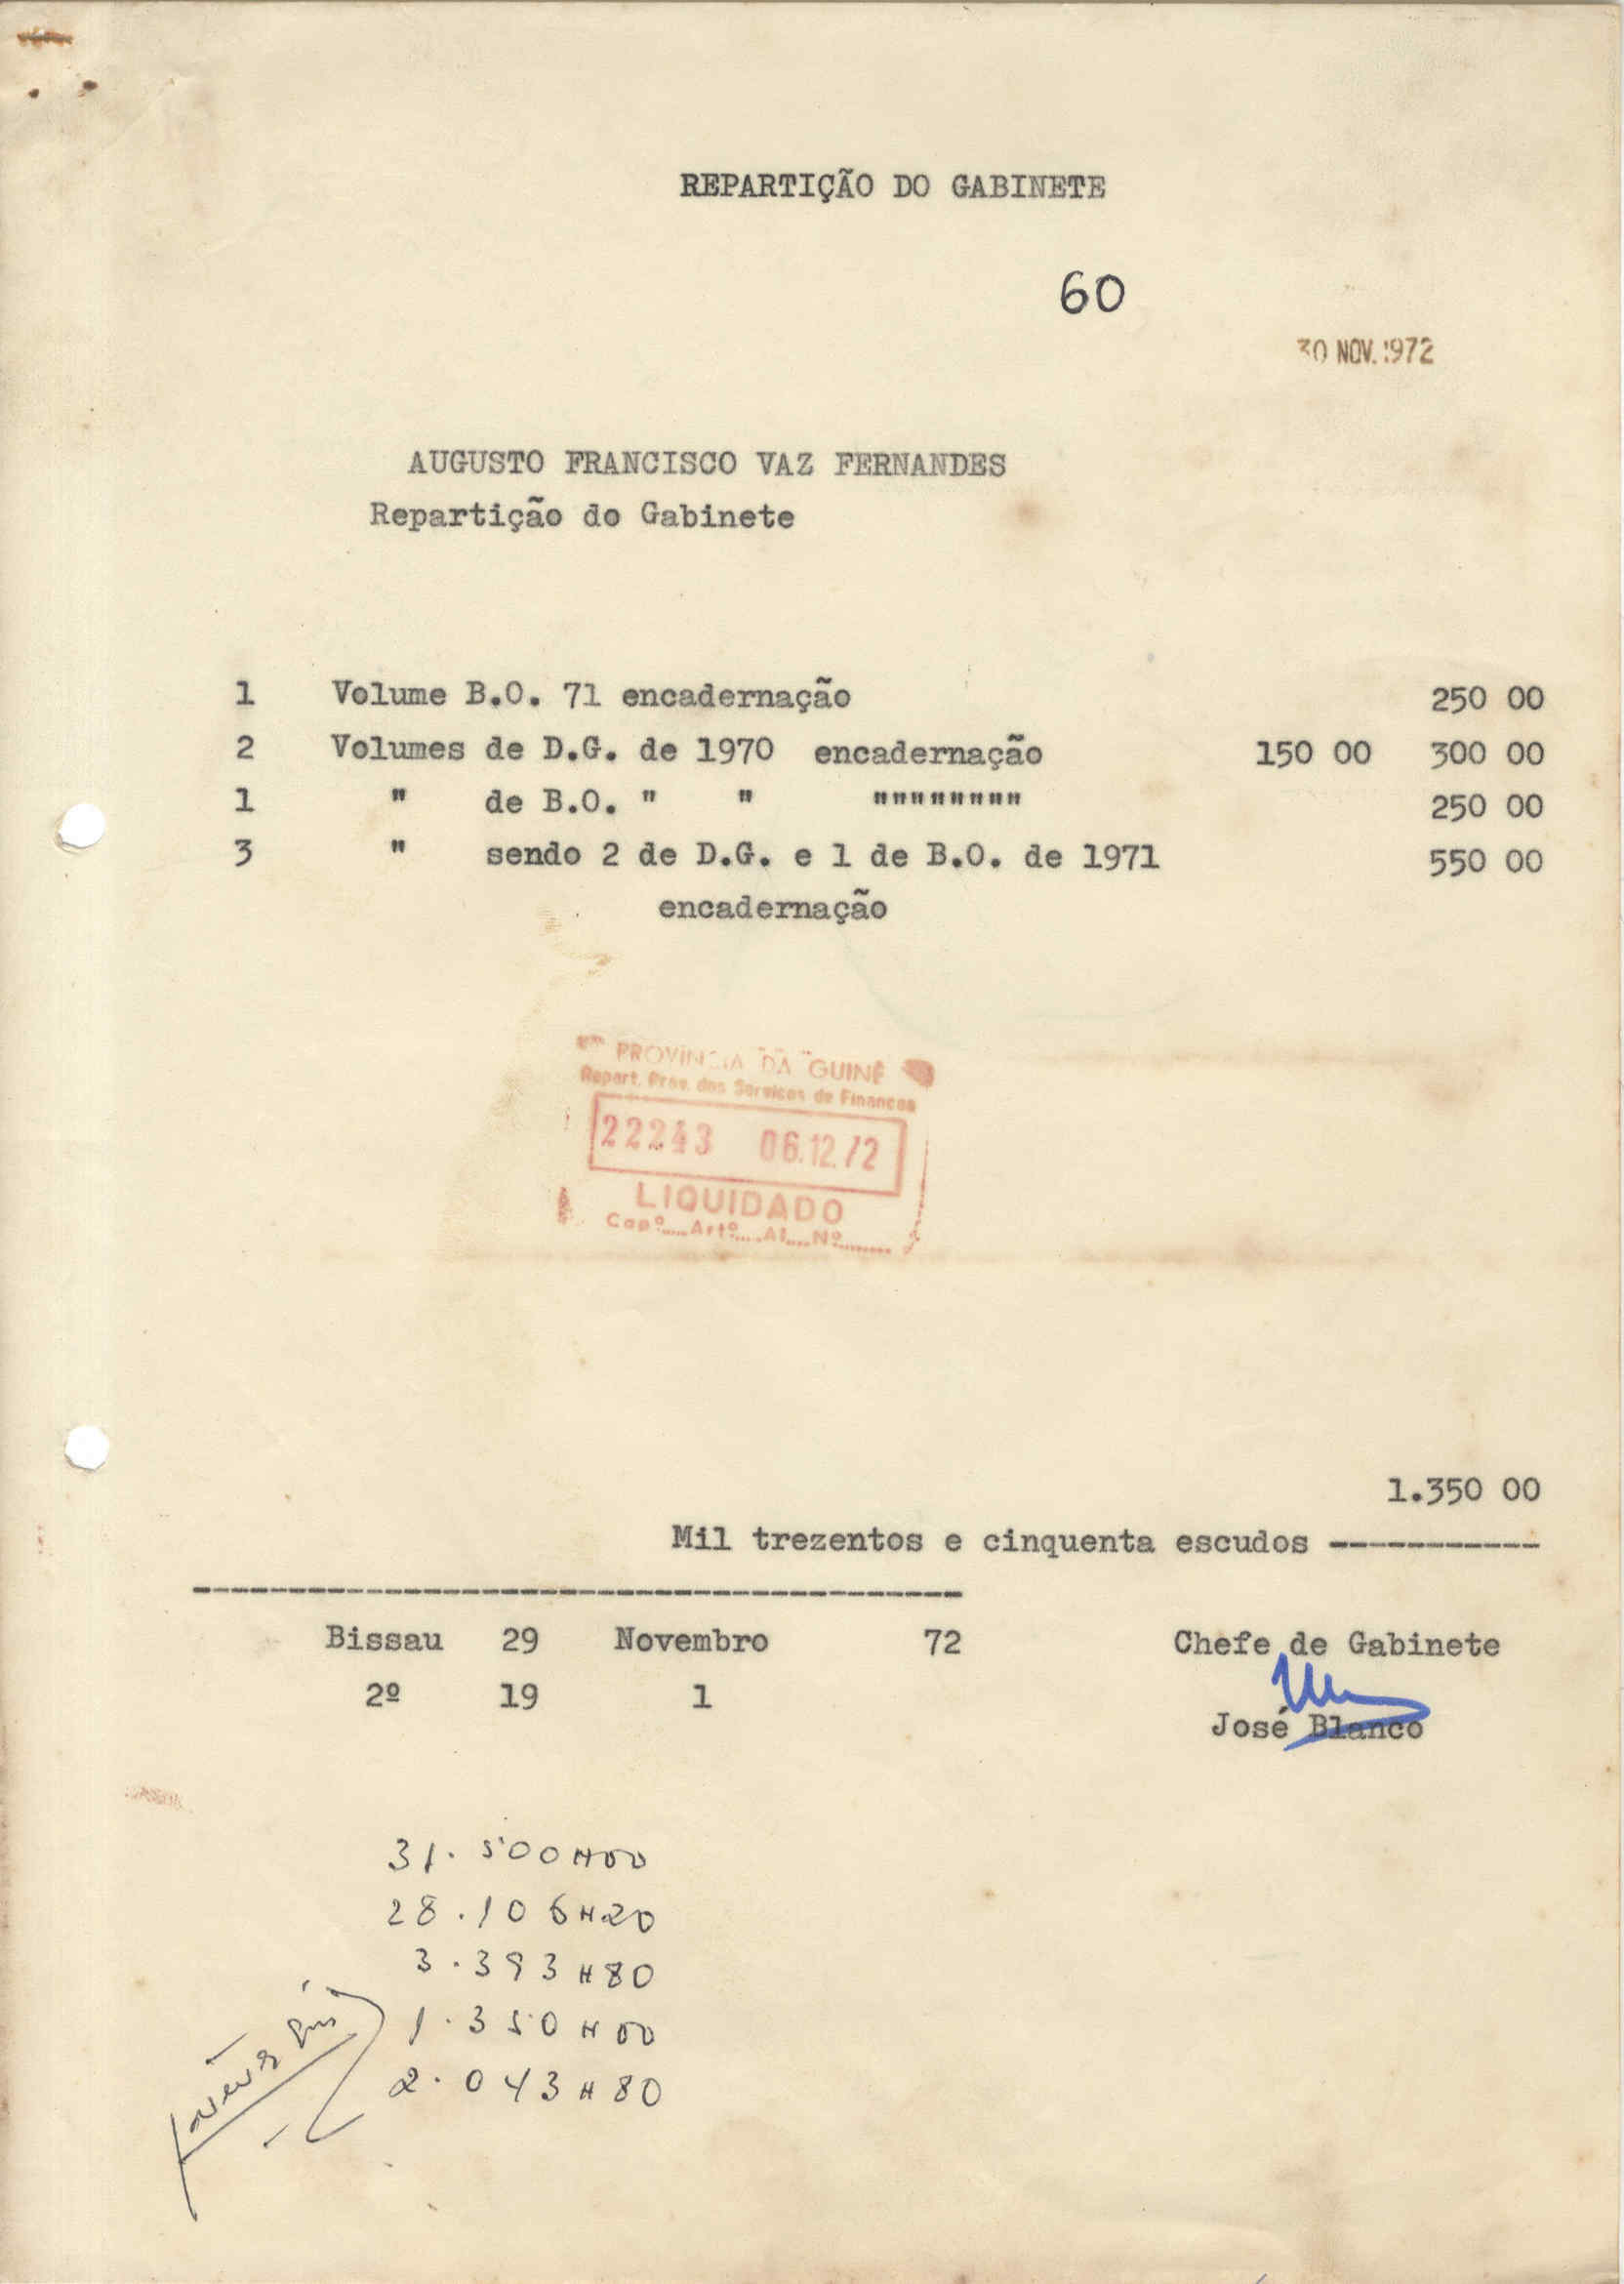 REPARTIÇÃO DO GABINETE
60
30 NOV. 1972
AUGUSTO FRANCISCO VAZ FERNANDES
Repartição do Gabinete
1 Volume B.O. 71 encadernação 250 00
2 Volumes de D.G. de 1970 encadernação 150 00 300 00
1 " de B.O. " " """"""""" 250 00
3 " sendo 2 de D.G. e 1 de B.O. de 1971 550 00
encadernação
PROVINCIA DA GUINÉ
Repart. Prov. dos Serviços de Finanças
22243 06.12.72
LIQUIDADO
Capº.....Artº.....Al.....Nº........
1.350 00
Mil trezentos e cinquenta escudos -----------
----------------------------------------
Bissau 29 Novembro 72 Chefe de Gabinete
2º 19 1
José Blanco
31.500#00
28.106#20
3.393#80
1.350#00
2.043#80